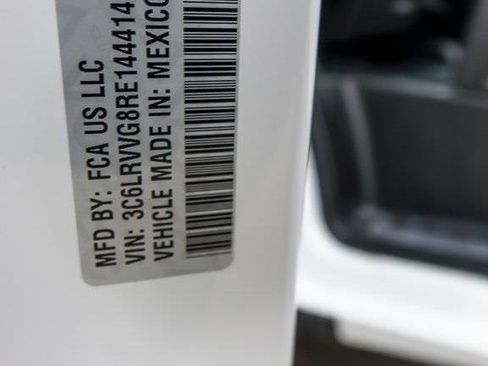 MFD BY: FCA US LLC
VIN: 3C6LRVVG8RE144414
VEHICLE MADE IN: MEXICO